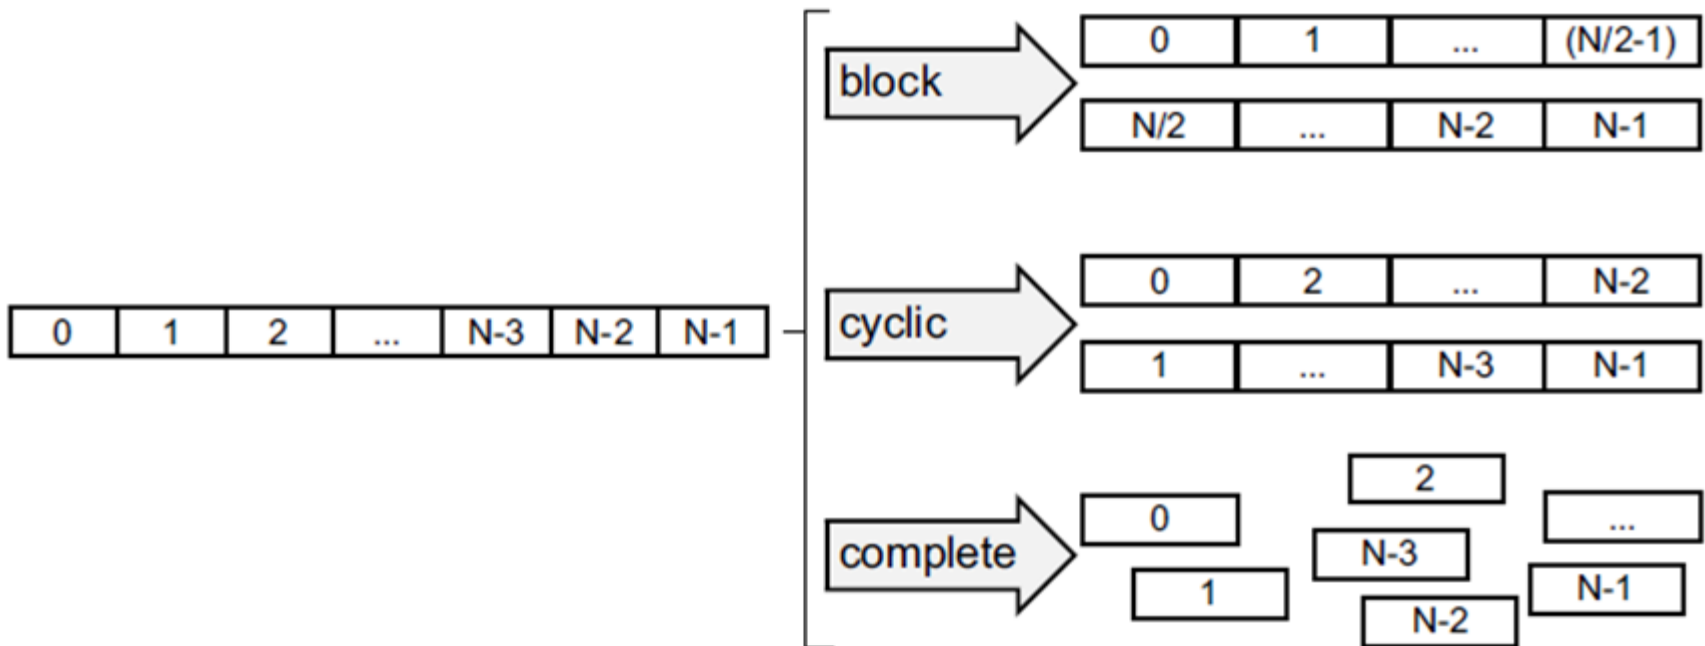 0 1 2 ... N-3 N-2 N-1
block
0 1 ... (N/2-1)
N/2 ... N-2 N-1
cyclic
0 2 ... N-2
1 ... N-3 N-1
complete
2
0
...
N-3
1
N-1
N-2